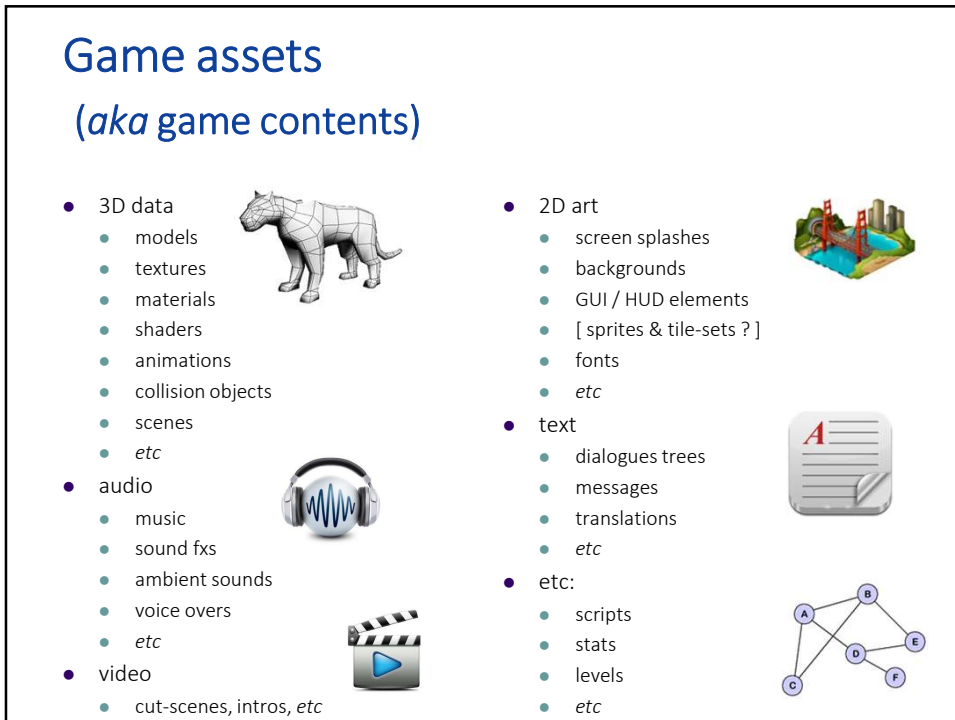 Game assets
(aka game contents)
3D data
models
textures
materials
shaders
animations
collision objects
scenes
etc
audio
music
sound fxs
ambient sounds
voice overs
etc
video
cut-scenes, intros, etc
2D art
screen splashes
backgrounds
GUI / HUD elements
[ sprites & tile-sets ? ]
fonts
etc
text
dialogues trees
messages
translations
etc
etc:
scripts
stats
levels
etc
A
B
A
E
D
F
C